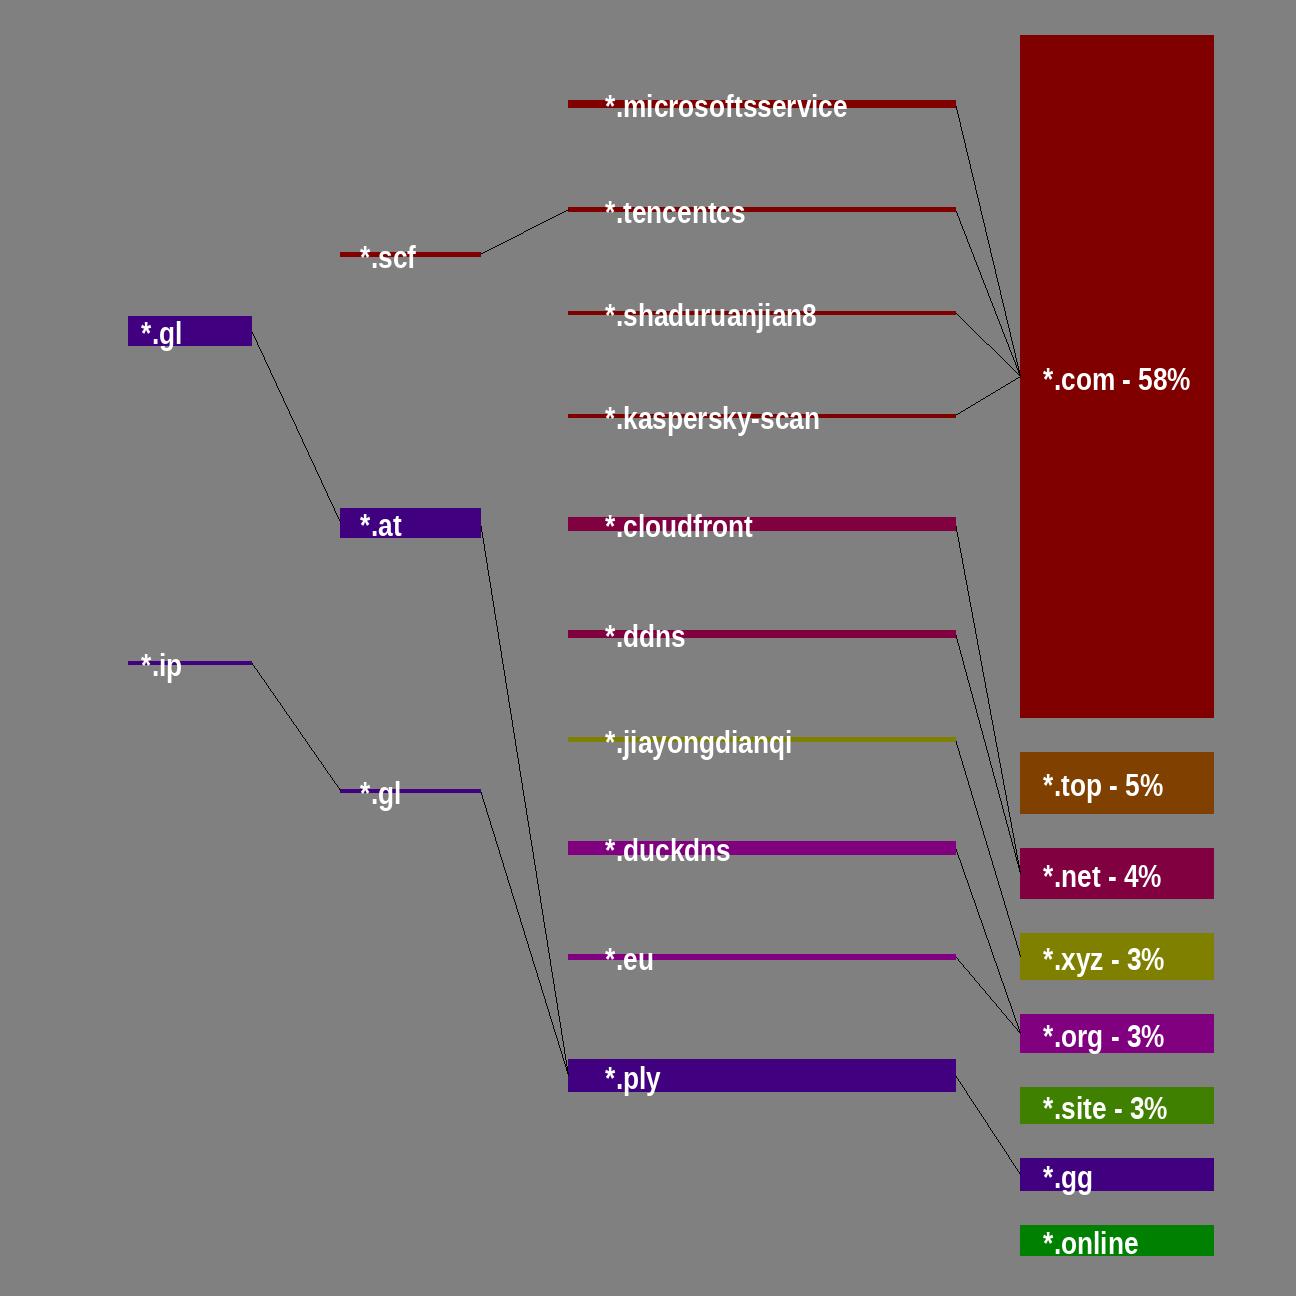 *.microsoftsservice
*.tencentcs
*.scf
*.shaduruanjian8
*.gl
*.com - 58%
*.kaspersky-scan
*.at
*.cloudfront
*.ddns
*.ip
*.jiayongdianqi
*.top - 5%
*.gl
*.duckdns
*.net - 4%
*.eu
*.xyz - 3%
*.org - 3%
*.ply
*.site - 3%
*.gg
*.online